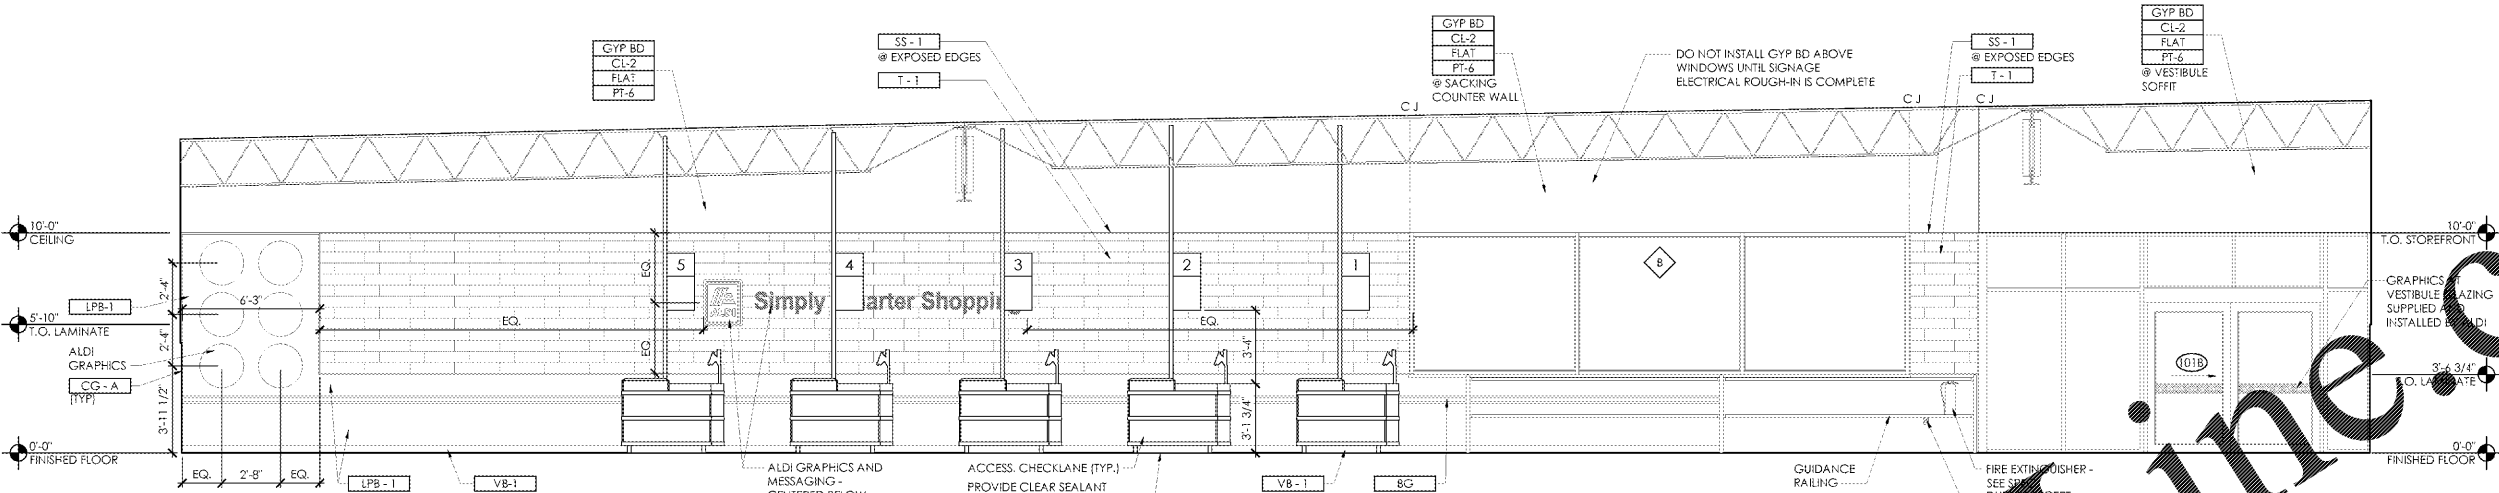 GYP BD
CL-2
FLAT
PT-6
SS - 1
@ EXPOSED EDGES
T - 1
GYP BD
CL-2
FLAT
PT-6
@ SACKING
COUNTER WALL
DO NOT INSTALL GYP BD ABOVE
WINDOWS UNTIL SIGNAGE
ELECTRICAL ROUGH-IN IS COMPLETE
SS - 1
@ EXPOSED EDGES
T - 1
GYP BD
CL-2
FLAT
PT-6
@ VESTIBULE
SOFFIT
C J
C J
C J
10'-0"
CEILING
LPB-1
5'-10"
T.O. LAMINATE
ALDI
GRAPHICS
CG - A
(TYP)
0'-0"
FINISHED FLOOR
2'-4"
2'-4"
3'-11 1/2"
6'-3"
EQ.
2'-8"
EQ.
LPB - 1
VB-1
EQ.
EQ.
EQ.
5
4
3
2
1
Simply
arter
EQ.
3'-4"
3'-1 3/4"
ALDI GRAPHICS AND
MESSAGING -
ACCESS. CHECKLANE (TYP.)
PROVIDE CLEAR SEALANT
VB - 1
BG
B
GUIDANCE
RAILING
FIRE EXTINGUISHER -
SEE
101B
10'-0"
T.O. STOREFRONT
GRAPHICS
VESTIBULE
SUPPLIED
INSTALLED
3'-6 3/4"
0'-0"
FINISHED FLOOR
ine.c